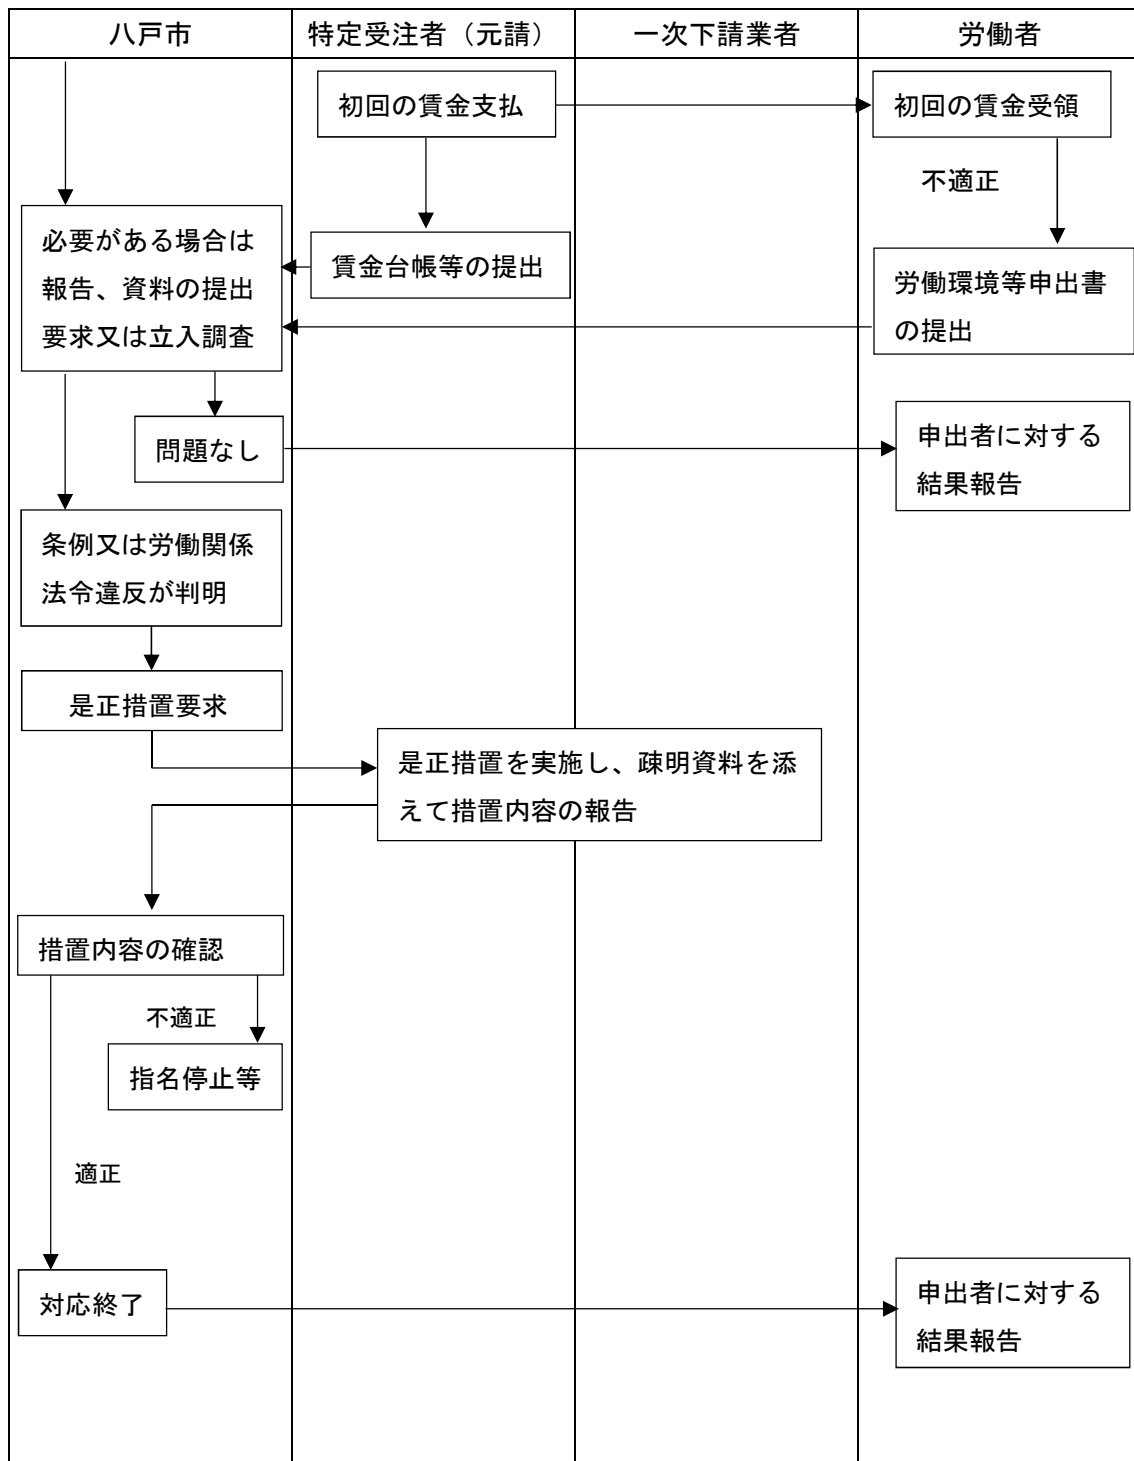 八戸市
特定受注者（元請）
一次下請業者
労働者
初回の賃金支払
初回の賃金受領
不適正
必要がある場合は
報告、資料の提出
要求又は立入調査
賃金台帳等の提出
労働環境等申出書
の提出
問題なし
申出者に対する
結果報告
条例又は労働関係
法令違反が判明
是正措置要求
是正措置を実施し、疎明資料を添
えて措置内容の報告
措置内容の確認
不適正
指名停止等
適正
対応終了
申出者に対する
結果報告